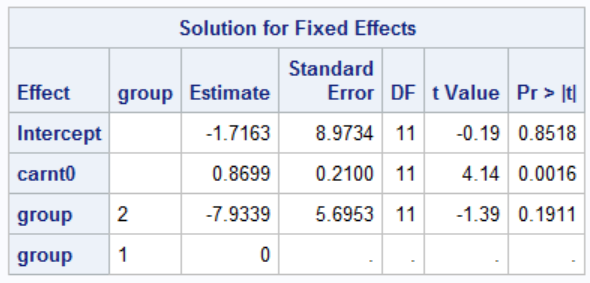 Solution for Fixed Effects
Effect group Estimate Standard Error DF t Value Pr > |t|
Intercept -1.7163 8.9734 11 -0.19 0.8518
carnt0 0.8699 0.2100 11 4.14 0.0016
group 2 -7.9339 5.6953 11 -1.39 0.1911
group 1 0 . . . .